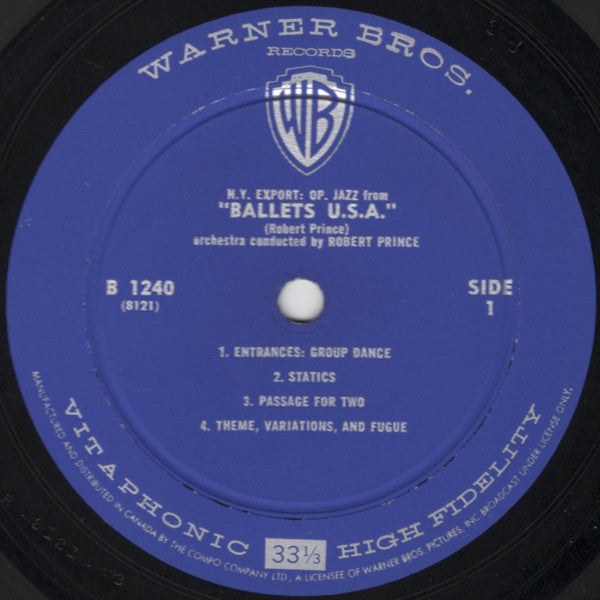 WARNER BROS.
RECORDS
WB
N.Y. EXPORT: OP. JAZZ from
"BALLETS U.S.A."
(Robert Prince)
orchestra conducted by ROBERT PRINCE
B 1240
(8121)
SIDE
1
1. ENTRANCES: GROUP DANCE
2. STATICS
3. PASSAGE FOR TWO
4. THEME, VARIATIONS, AND FUGUE
VITAPHONIC HIGH FIDELITY
33⅓
MANUFACTURED AND DISTRIBUTED IN CANADA BY THE COMPO COMPANY LTD., A LICENSEE OF WARNER BROS. PICTURES, INC. BROADCAST UNDER LICENSE ONLY.